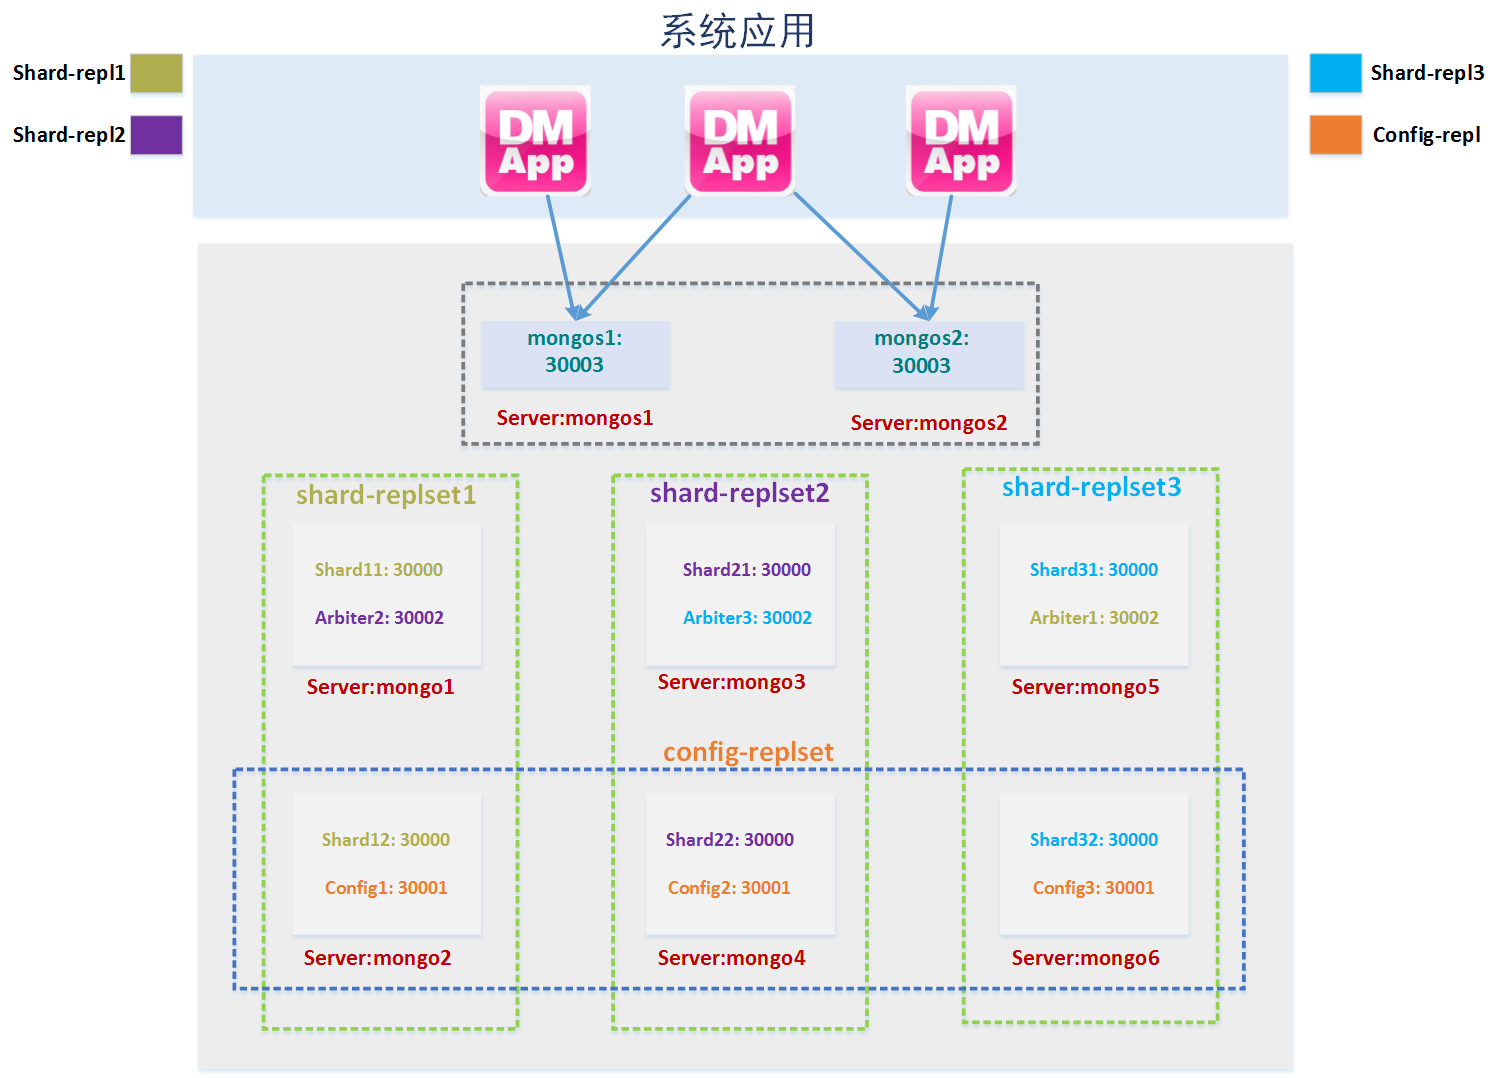 系统应用
Shard-repl1
Shard-repl2
Shard-repl3
Config-repl
DM
App
DM
App
DM
App
mongos1:
30003
Server:mongos1
mongos2:
30003
Server:mongos2
shard-replset1
Shard11: 30000
Arbiter2: 30002
Server:mongo1
shard-replset2
Shard21: 30000
Arbiter3: 30002
Server:mongo3
shard-replset3
Shard31: 30000
Arbiter1: 30002
Server:mongo5
config-replset
Shard12: 30000
Config1: 30001
Server:mongo2
Shard22: 30000
Config2: 30001
Server:mongo4
Shard32: 30000
Config3: 30001
Server:mongo6